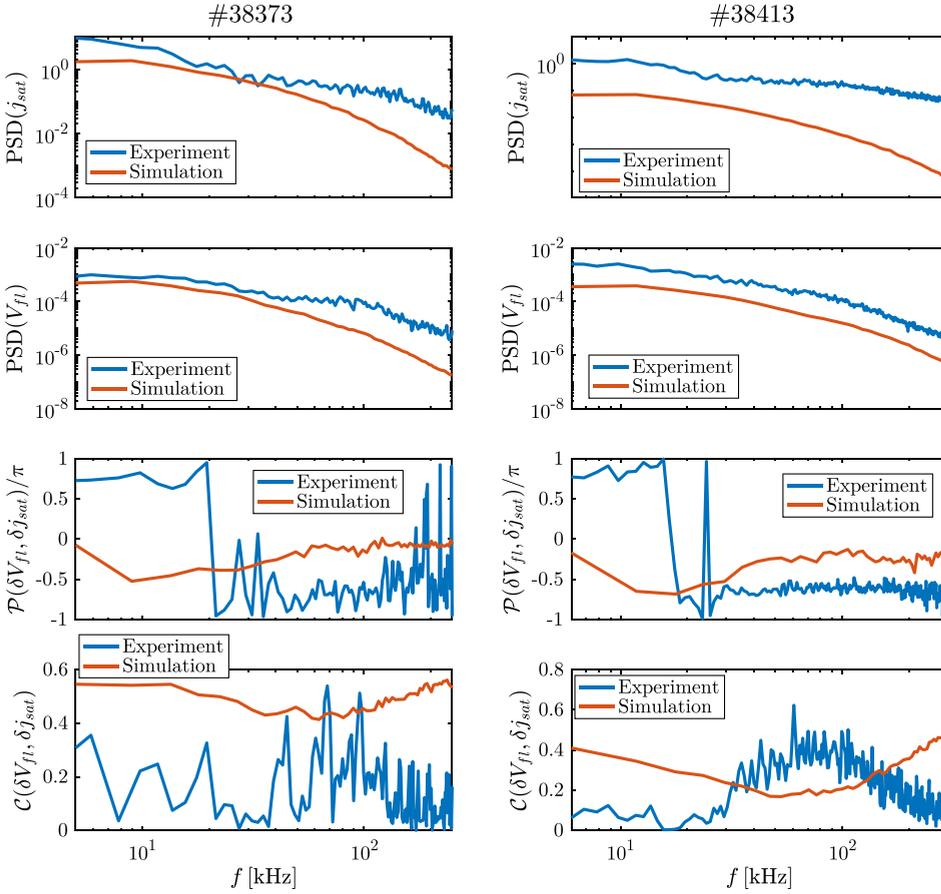 #38373
#38413
PSD(j_sat)
10^0
10^-2
10^-4
Experiment
Simulation
PSD(j_sat)
10^0
Experiment
Simulation
PSD(V_fl)
10^-2
10^-4
10^-6
10^-8
Experiment
Simulation
PSD(V_fl)
10^-2
10^-4
10^-6
10^-8
Experiment
Simulation
𝒫(δV_fl, δj_sat)/π
1
0.5
0
-0.5
-1
Experiment
Simulation
𝒫(δV_fl, δj_sat)/π
1
0.5
0
-0.5
-1
Experiment
Simulation
𝒞(δV_fl, δj_sat)
0.6
0.4
0.2
0
Experiment
Simulation
10^1
10^2
f [kHz]
𝒞(δV_fl, δj_sat)
0.8
0.6
0.4
0.2
0
Experiment
Simulation
10^1
10^2
f [kHz]